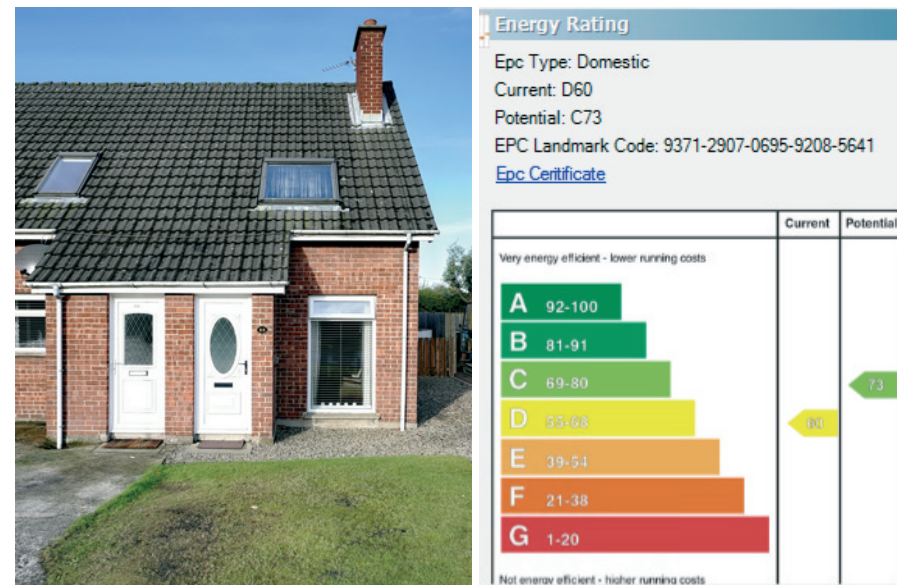 Energy Rating
Epc Type: Domestic
Current: D60
Potential: C73
EPC Landmark Code: 9371-2907-0695-9208-5641
Epc Ceritificate
Current Potential
Very energy efficient - lower running costs
A 92-100
B 81-91
C 69-80
73
D 55-68
60
E 39-54
F 21-38
G 1-20
Not energy efficient - higher running costs